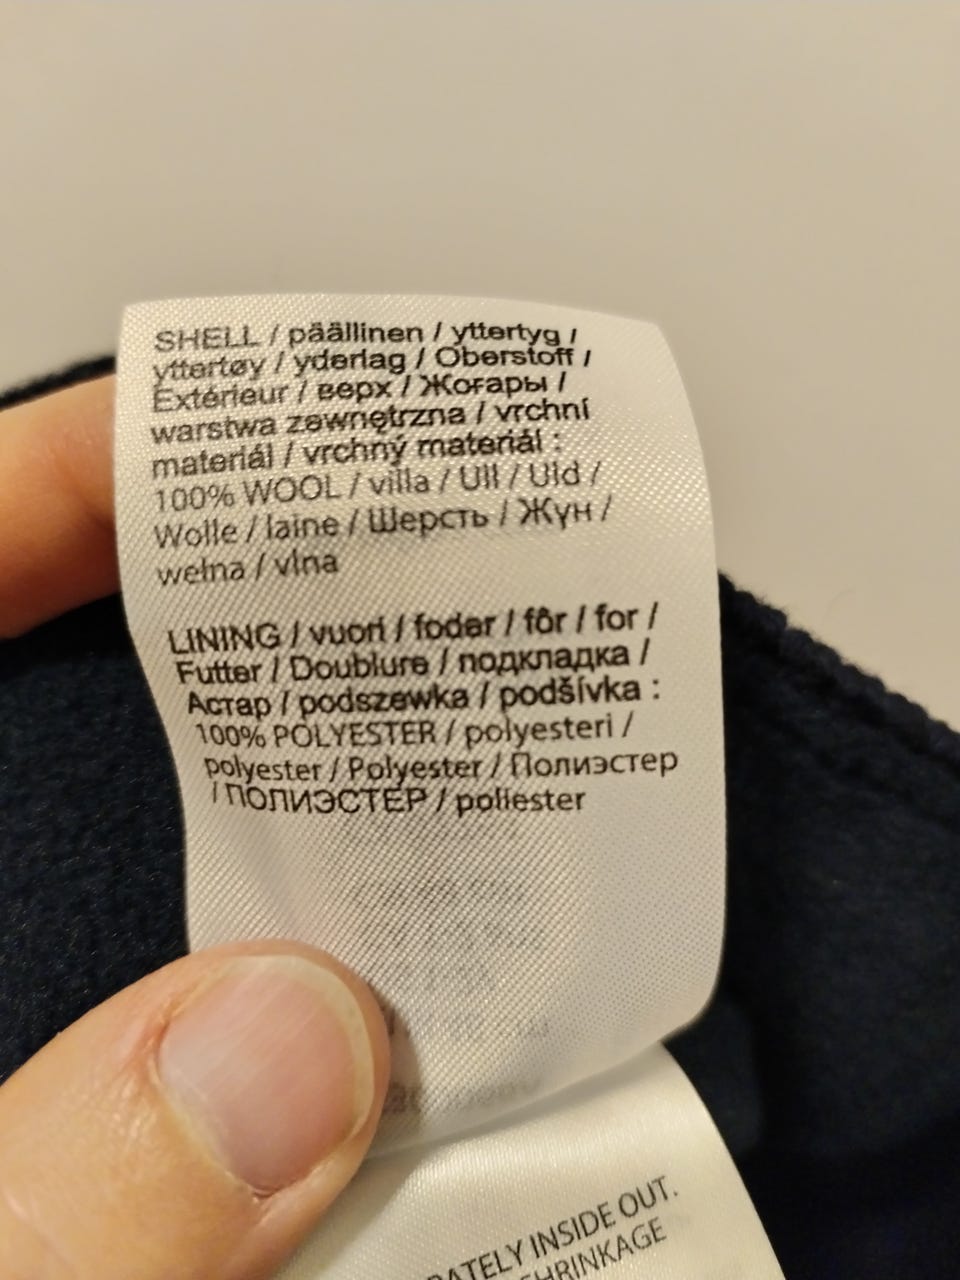 SHELL / päällinen / yttertyg /
yttertøy / yderlag / Oberstoff /
Extérieur / верх / Жоғары /
warstwa zewnętrzna / vrchní
materiál / vrchný materiál :
100% WOOL / villa / Ull / Uld /
Wolle / laine / Шерсть / Жүн /
wełna / vlna
LINING / vuori / foder / fôr / for /
Futter / Doublure / подкладка /
Астар / podszewka / podšívka :
100% POLYESTER / polyesteri /
polyester / Polyester / Полиэстер
/ ПОЛИЭСТЕР / poliester
RATELY INSIDE OUT.
SHRINKAGE